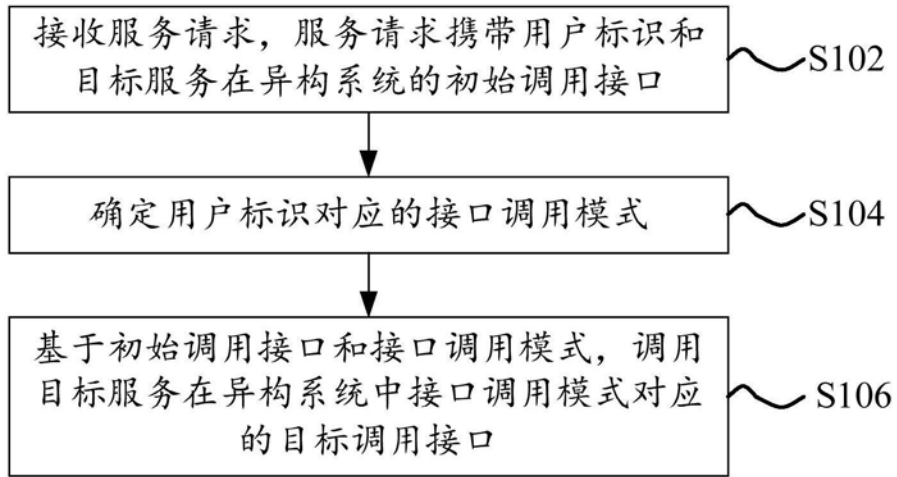 接收服务请求，服务请求携带用户标识和
目标服务在异构系统的初始调用接口
S102
确定用户标识对应的接口调用模式
S104
基于初始调用接口和接口调用模式，调用
目标服务在异构系统中接口调用模式对应
的目标调用接口
S106